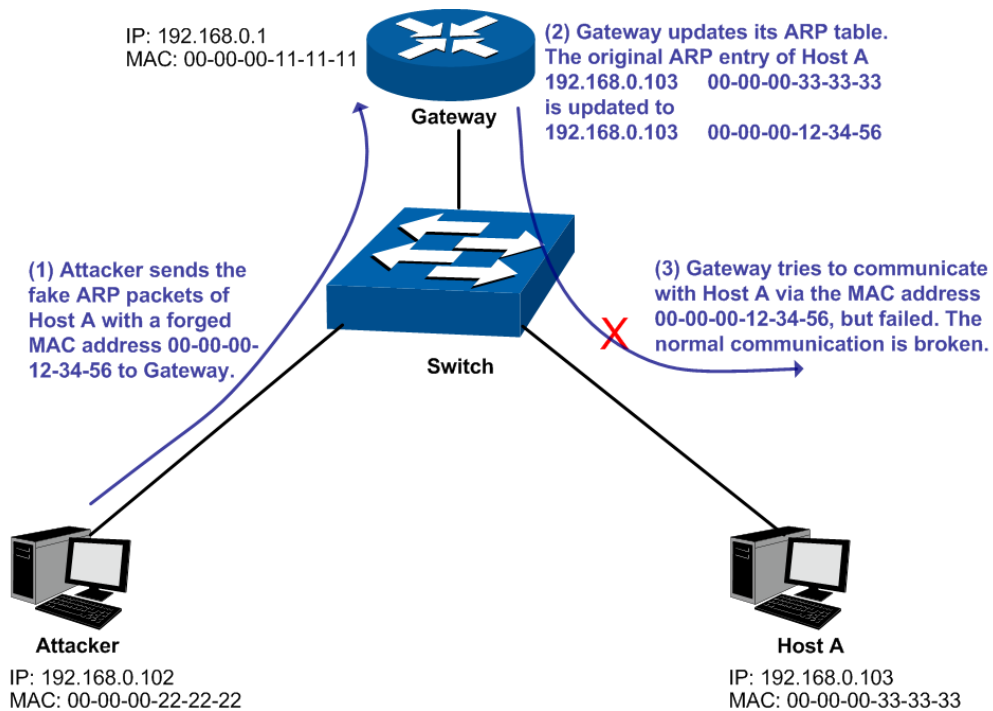 IP: 192.168.0.1
MAC: 00-00-00-11-11-11
Gateway
(2) Gateway updates its ARP table.
The original ARP entry of Host A
192.168.0.103 00-00-00-33-33-33
is updated to
192.168.0.103 00-00-00-12-34-56
(1) Attacker sends the
fake ARP packets of
Host A with a forged
MAC address 00-00-00-
12-34-56 to Gateway.
Switch
(3) Gateway tries to communicate
with Host A via the MAC address
00-00-00-12-34-56, but failed. The
normal communication is broken.
X
Attacker
IP: 192.168.0.102
MAC: 00-00-00-22-22-22
Host A
IP: 192.168.0.103
MAC: 00-00-00-33-33-33